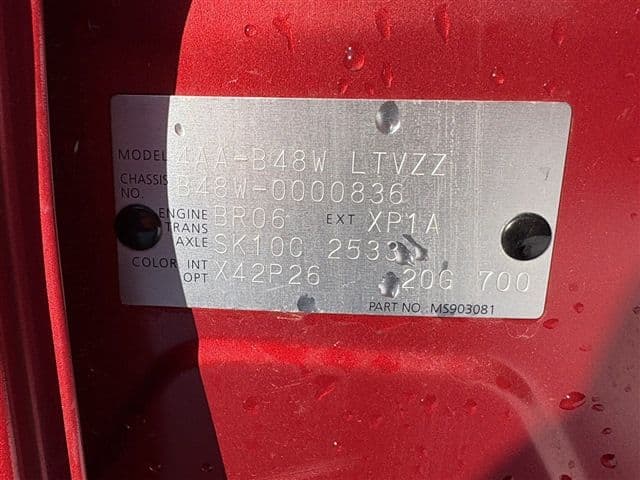 MODEL 4AA-B48W LTVZZ
CHASSIS NO. B48W-0000836
ENGINE BR06 EXT XP1A
TRANS AXLE SK10C 2533
COLOR INT OPT X42P26 20G 700
PART NO. MS903081